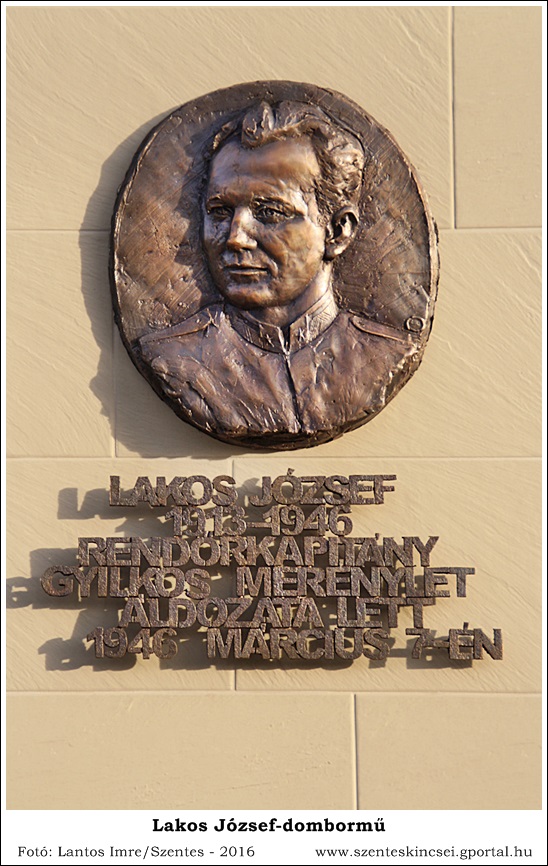 LAKOS JÓZSEF
1913-1946
RENDŐRKAPITÁNY
GYILKOS MERÉNYLET
ÁLDOZATA LETT
1946 MÁRCIUS 7-ÉN
Lakos József-dombormű
Fotó: Lantos Imre/Szentes - 2016 www.szenteskincsei.gportal.hu